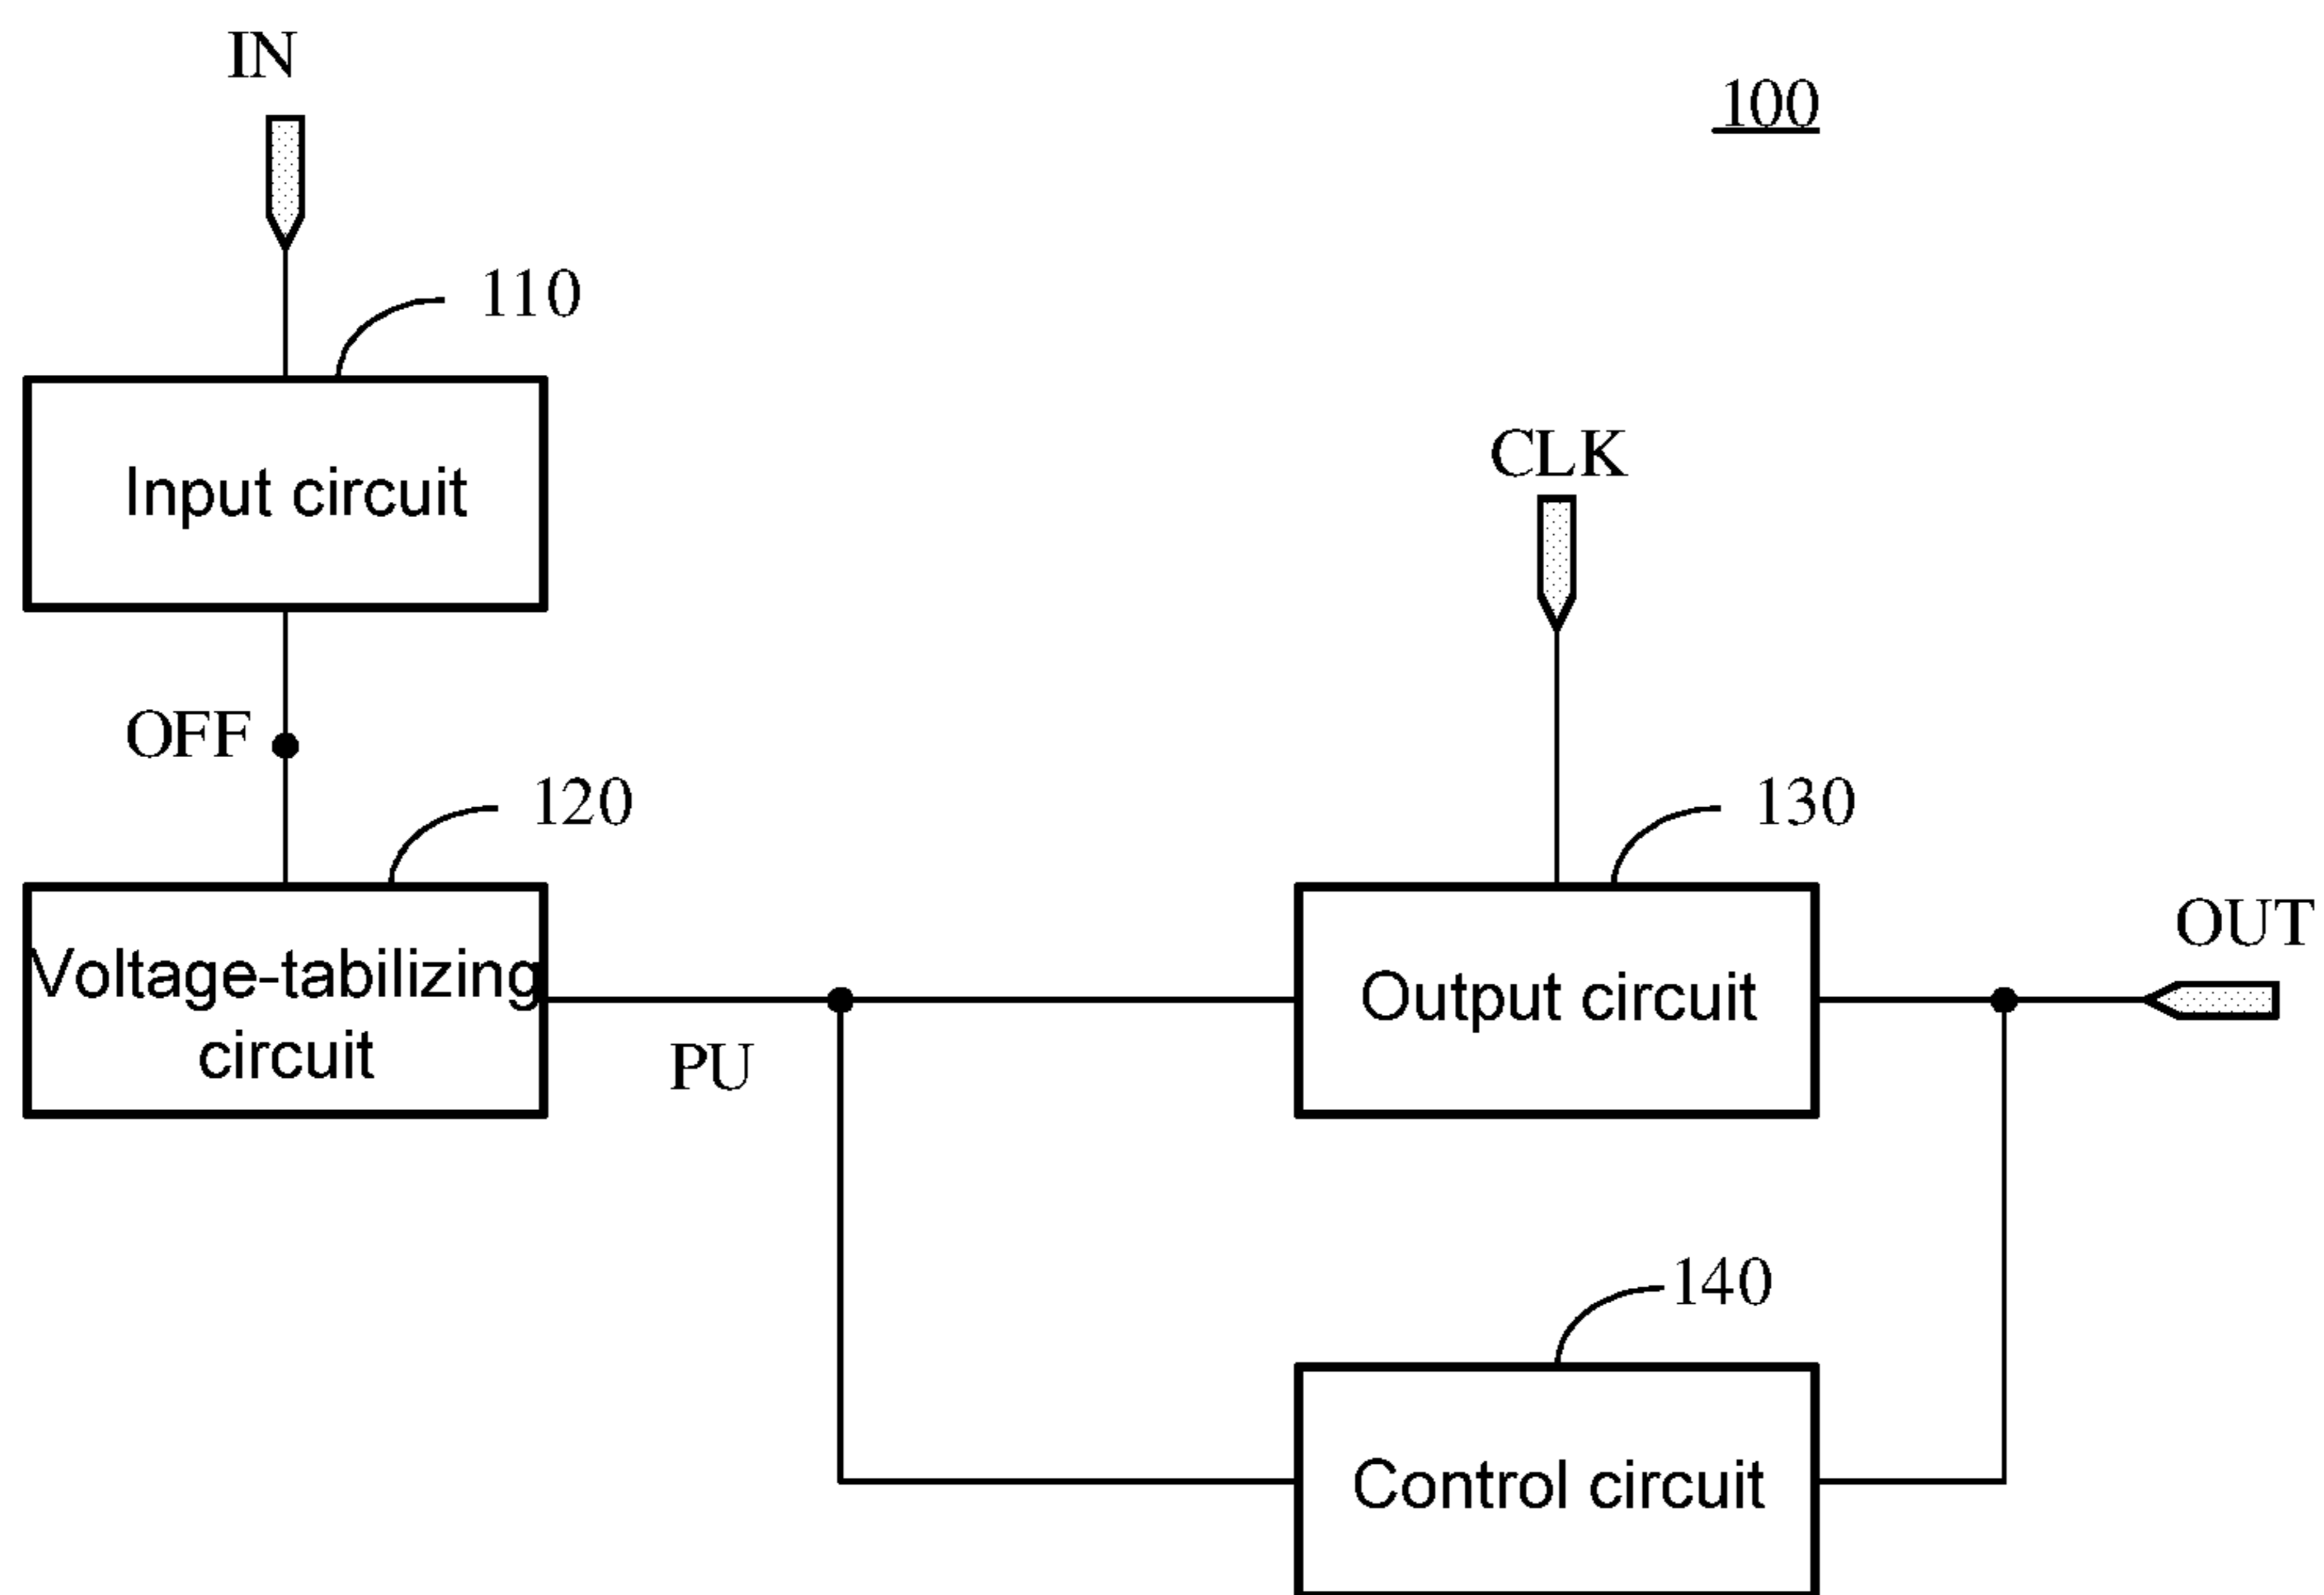 IN
100
110
Input circuit
CLK
OFF
120
130
Voltage-tabilizing
circuit
Output circuit
OUT
PU
140
Control circuit